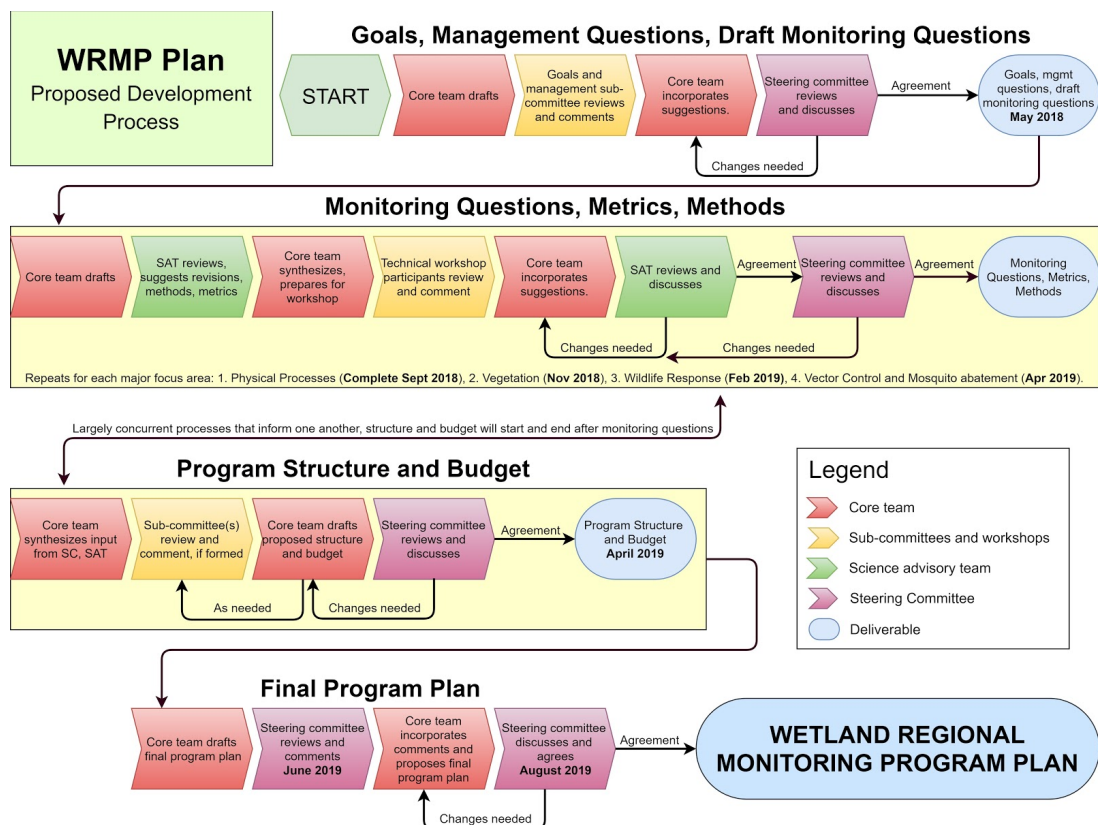 WRMP Plan
Proposed Development
Process
Goals, Management Questions, Draft Monitoring Questions
START
Core team drafts
Goals and
management sub-
committee reviews
and comments
Core team
incorporates
suggestions.
Steering committee
reviews
and discusses
Agreement
Goals, mgmt
questions, draft
monitoring questions
May 2018
Changes needed
Monitoring Questions, Metrics, Methods
Core team drafts
SAT reviews,
suggests revisions,
methods, metrics
Core team
synthesizes,
prepares for
workshop
Technical workshop
participants review
and comment
Core team
incorporates
suggestions.
SAT reviews and
discusses
Agreement
Steering committee
reviews and
discusses
Agreement
Monitoring
Questions, Metrics,
Methods
Changes needed
Changes needed
Repeats for each major focus area: 1. Physical Processes (Complete Sept 2018), 2. Vegetation (Nov 2018), 3. Wildlife Response (Feb 2019), 4. Vector Control and Mosquito abatement (Apr 2019).
Largely concurrent processes that inform one another, structure and budget will start and end after monitoring questions
Program Structure and Budget
Core team
synthesizes input
from SC, SAT
Sub-committee(s)
review and
comment, if formed
Core team drafts
proposed structure
and budget
Steering committee
reviews and
discusses
Agreement
Program Structure
and Budget
April 2019
As needed
Changes needed
Legend
Core team
Sub-committees and workshops
Science advisory team
Steering Committee
Deliverable
Final Program Plan
Core team drafts
final program plan
Steering committee
reviews and
comments
June 2019
Core team
incorporates
comments and
proposes final
program plan
Steering committee
discusses and
agrees
August 2019
Agreement
WETLAND REGIONAL
MONITORING PROGRAM PLAN
Changes needed